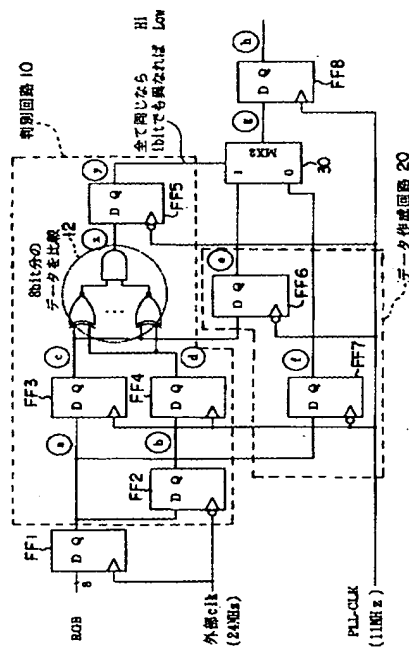 判別回路 10
8bit分の
データを比較
12
全て同じなら HI
1bitでも異なれば Low
RGB
8
FF1
D Q
FF2
D Q
a
b
FF3
D Q
FF4
D Q
c
d
...
x
FF5
D Q
y
FF6
D Q
e
FF7
D Q
f
MX2
1
0
30
g
FF8
D Q
h
外部clk
(24MHz)
PLL-CLK
(11MHz)
データ作成回路 20